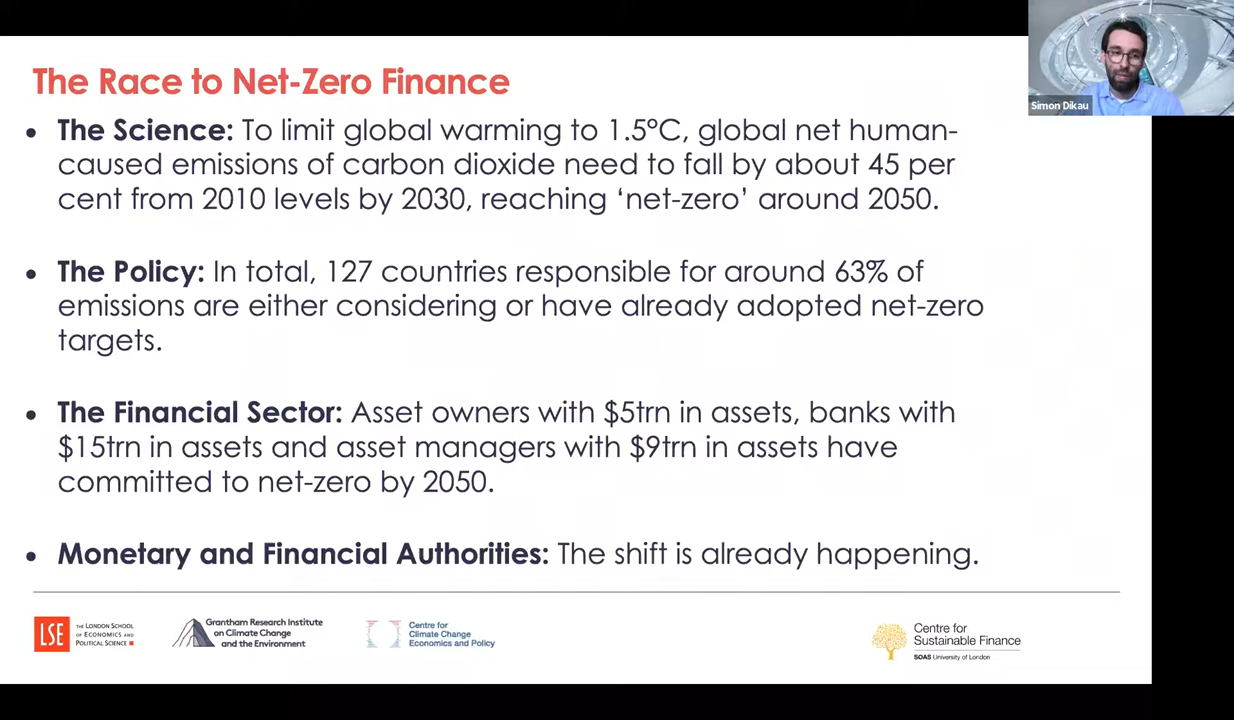 The Race to Net-Zero Finance
Simon Dikau
• The Science: To limit global warming to 1.5°C, global net human-
caused emissions of carbon dioxide need to fall by about 45 per
cent from 2010 levels by 2030, reaching ‘net-zero’ around 2050.
• The Policy: In total, 127 countries responsible for around 63% of
emissions are either considering or have already adopted net-zero
targets.
• The Financial Sector: Asset owners with $5trn in assets, banks with
$15trn in assets and asset managers with $9trn in assets have
committed to net-zero by 2050.
• Monetary and Financial Authorities: The shift is already happening.
LSE
THE LONDON SCHOOL
OF ECONOMICS AND
POLITICAL SCIENCE
Grantham Research Institute
on Climate Change
and the Environment
Centre for
Climate Change
Economics and Policy
Centre for
Sustainable Finance
SOAS University of London